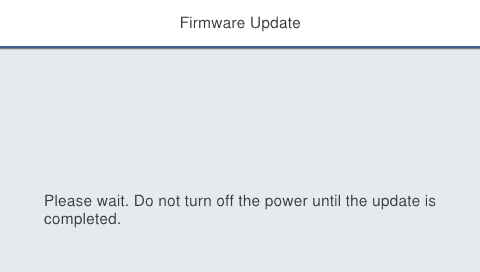 Firmware Update
Please wait. Do not turn off the power until the update is
completed.